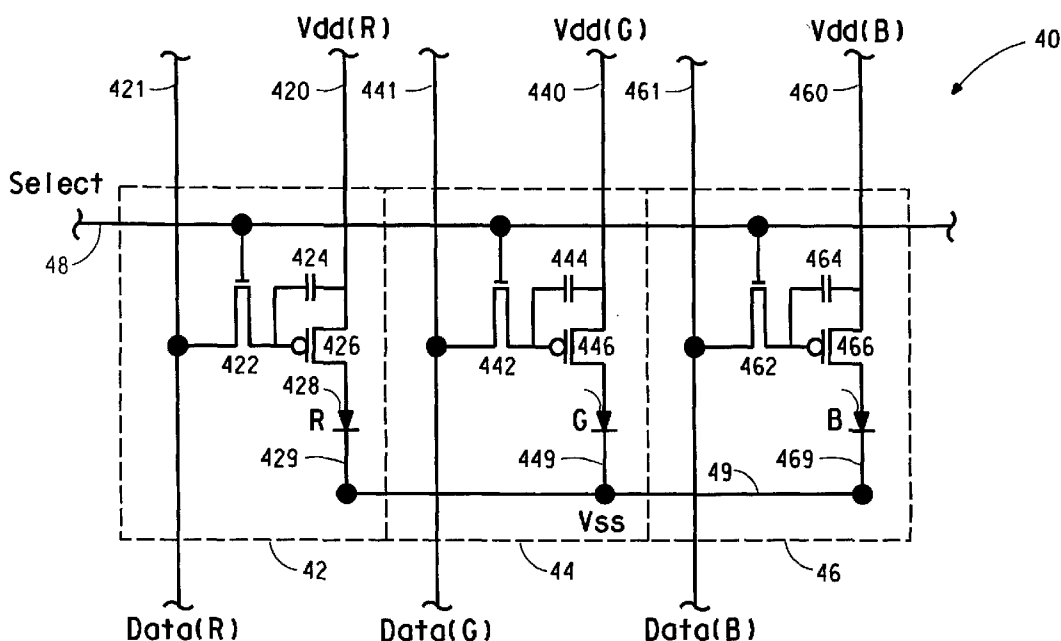 Vdd(R) Vdd(G) Vdd(B)
40
421 420 441 440 461 460
Select
48
424 444 464
422 426 442 446 462 466
428
R G B
429 449 49 469
Vss
42 44 46
Data(R) Data(G) Data(B)